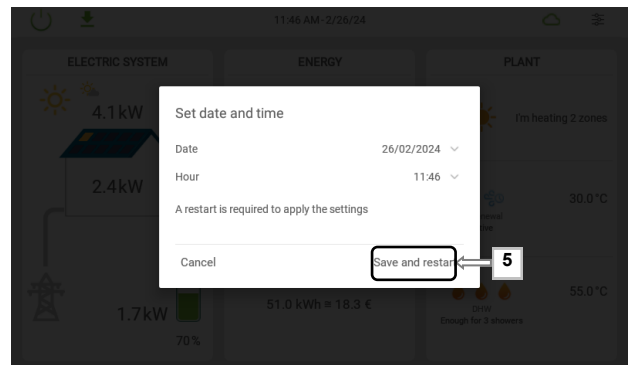 11:46 AM-2/26/24
ELECTRIC SYSTEM
ENERGY
PLANT
4.1kW
Set date and time
I'm heating 2 zones
Date
26/02/2024
Hour
11:46
2.4kW
30.0°C
A restart is required to apply the settings
Cancel
Save and restart
5
55.0°C
51.0 kWh = 18.3 €
DHW
1.7kW
Enough for 3 showers
70%